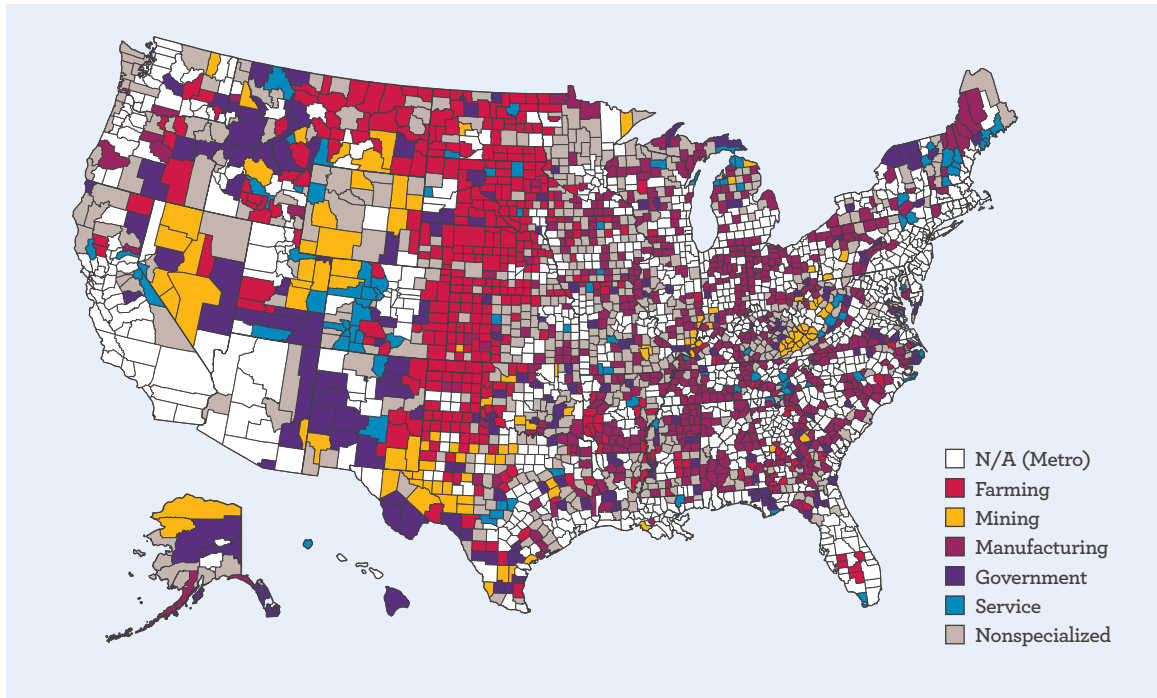 N/A (Metro)
Farming
Mining
Manufacturing
Government
Service
Nonspecialized